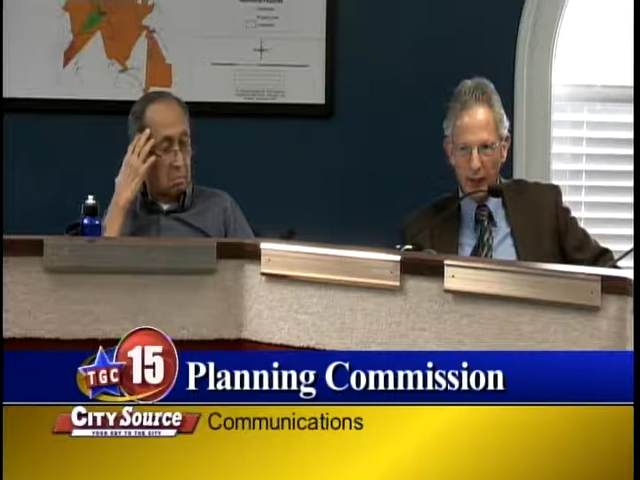 TGC
15
Planning Commission
CITY SOURCE
YOUR KEY TO THE CITY
Communications